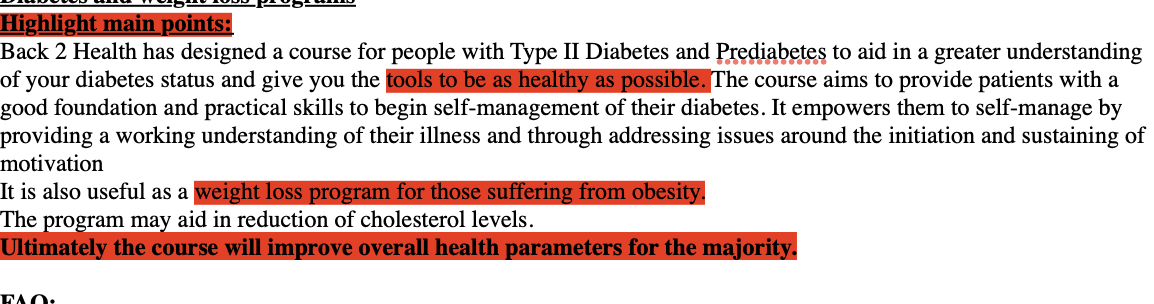 Diabetes and weight loss programs
Highlight main points:
Back 2 Health has designed a course for people with Type II Diabetes and Prediabetes to aid in a greater understanding
of your diabetes status and give you the tools to be as healthy as possible. The course aims to provide patients with a
good foundation and practical skills to begin self-management of their diabetes. It empowers them to self-manage by
providing a working understanding of their illness and through addressing issues around the initiation and sustaining of
motivation
It is also useful as a weight loss program for those suffering from obesity.
The program may aid in reduction of cholesterol levels.
Ultimately the course will improve overall health parameters for the majority.
FAQ: